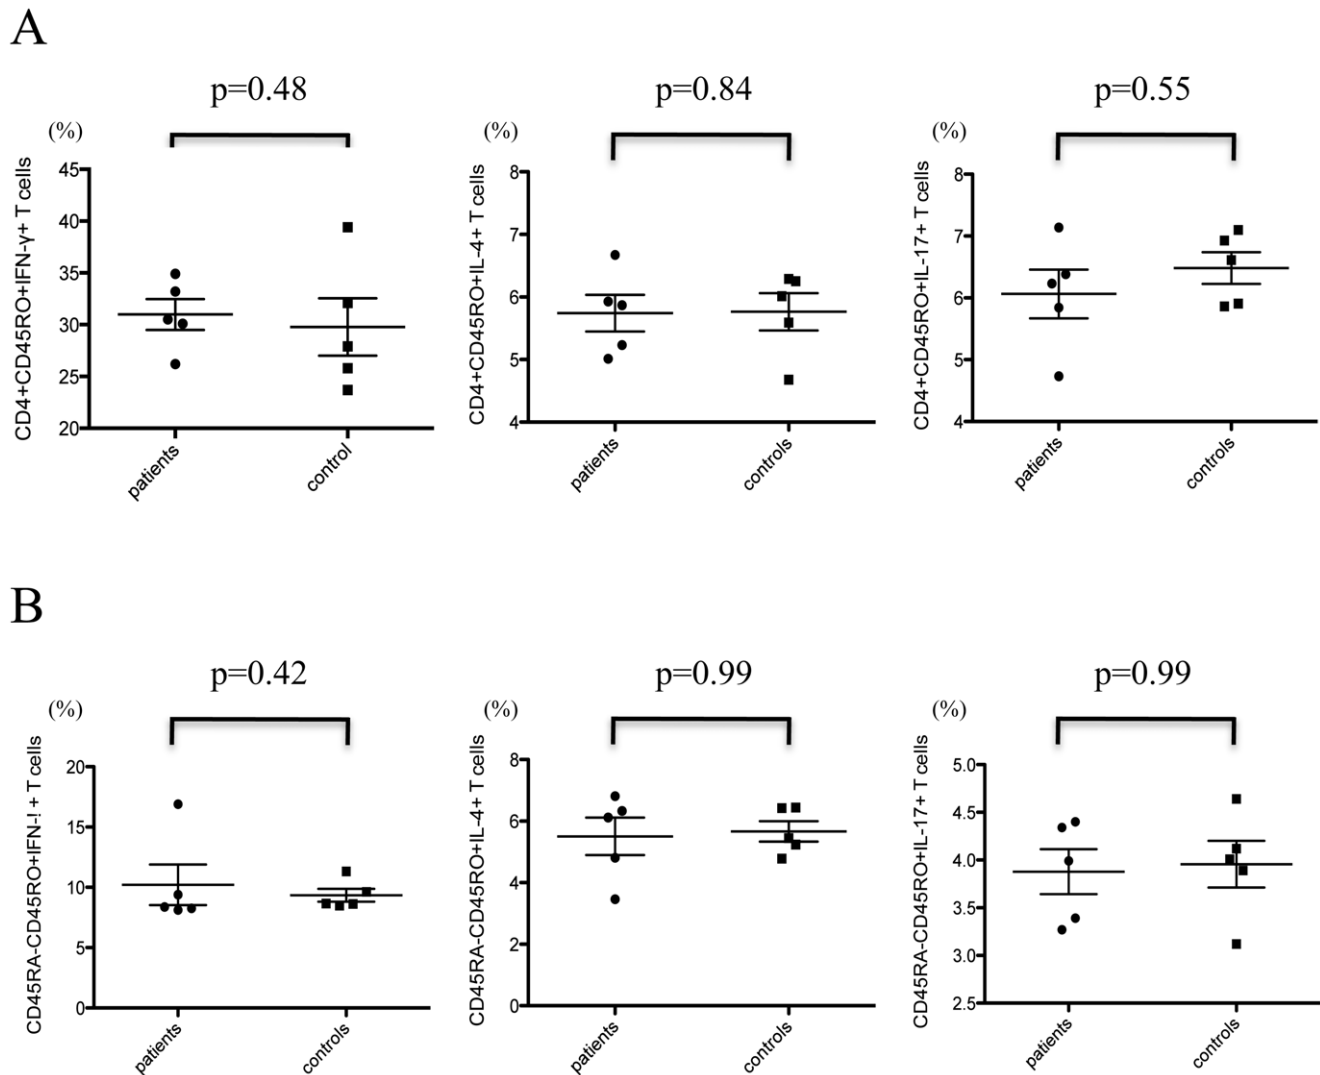 A
p=0.48
(%)
CD4+CD45RO+IFN-γ+ T cells
45
40
35
30
25
20
patients
control
p=0.84
(%)
CD4+CD45RO+IL-4+ T cells
8
7
6
5
4
patients
controls
p=0.55
(%)
CD4+CD45RO+IL-17+ T cells
8
7
6
5
4
patients
controls
B
p=0.42
(%)
CD45RA-CD45RO+IFN-! + T cells
20
15
10
5
0
patients
controls
p=0.99
(%)
CD45RA-CD45RO+IL-4+ T cells
8
6
4
2
0
patients
controls
p=0.99
(%)
CD45RA-CD45RO+IL-17+ T cells
5.0
4.5
4.0
3.5
3.0
2.5
patients
controls